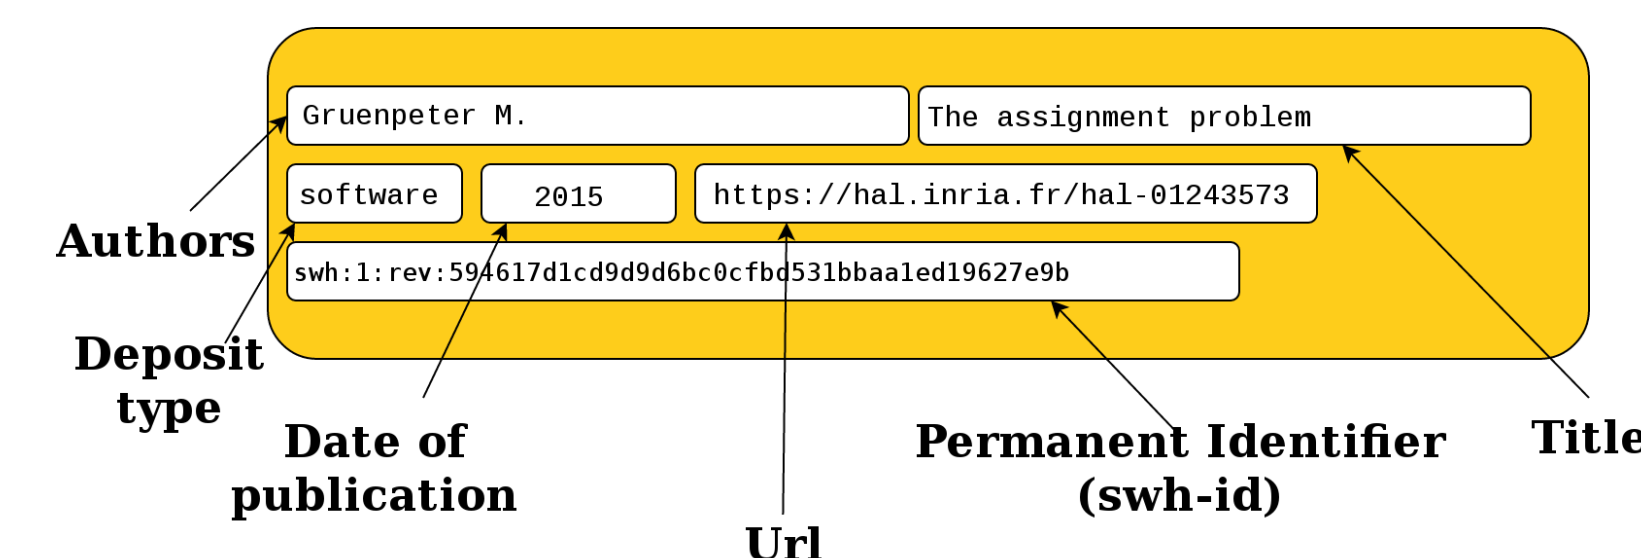 Gruenpeter M.
The assignment problem
software
2015
https://hal.inria.fr/hal-01243573
swh:1:rev:594617d1cd9d9d6bc0cfbd531bbaa1ed19627e9b
Authors
Deposit
type
Date of
publication
Url
Permanent Identifier
(swh-id)
Title